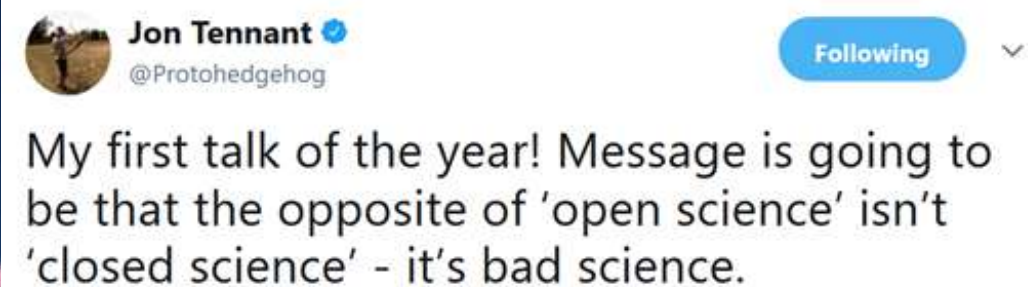 Jon Tennant
@Protohedgehog
Following
My first talk of the year! Message is going to
be that the opposite of ‘open science’ isn’t
‘closed science’ - it’s bad science.